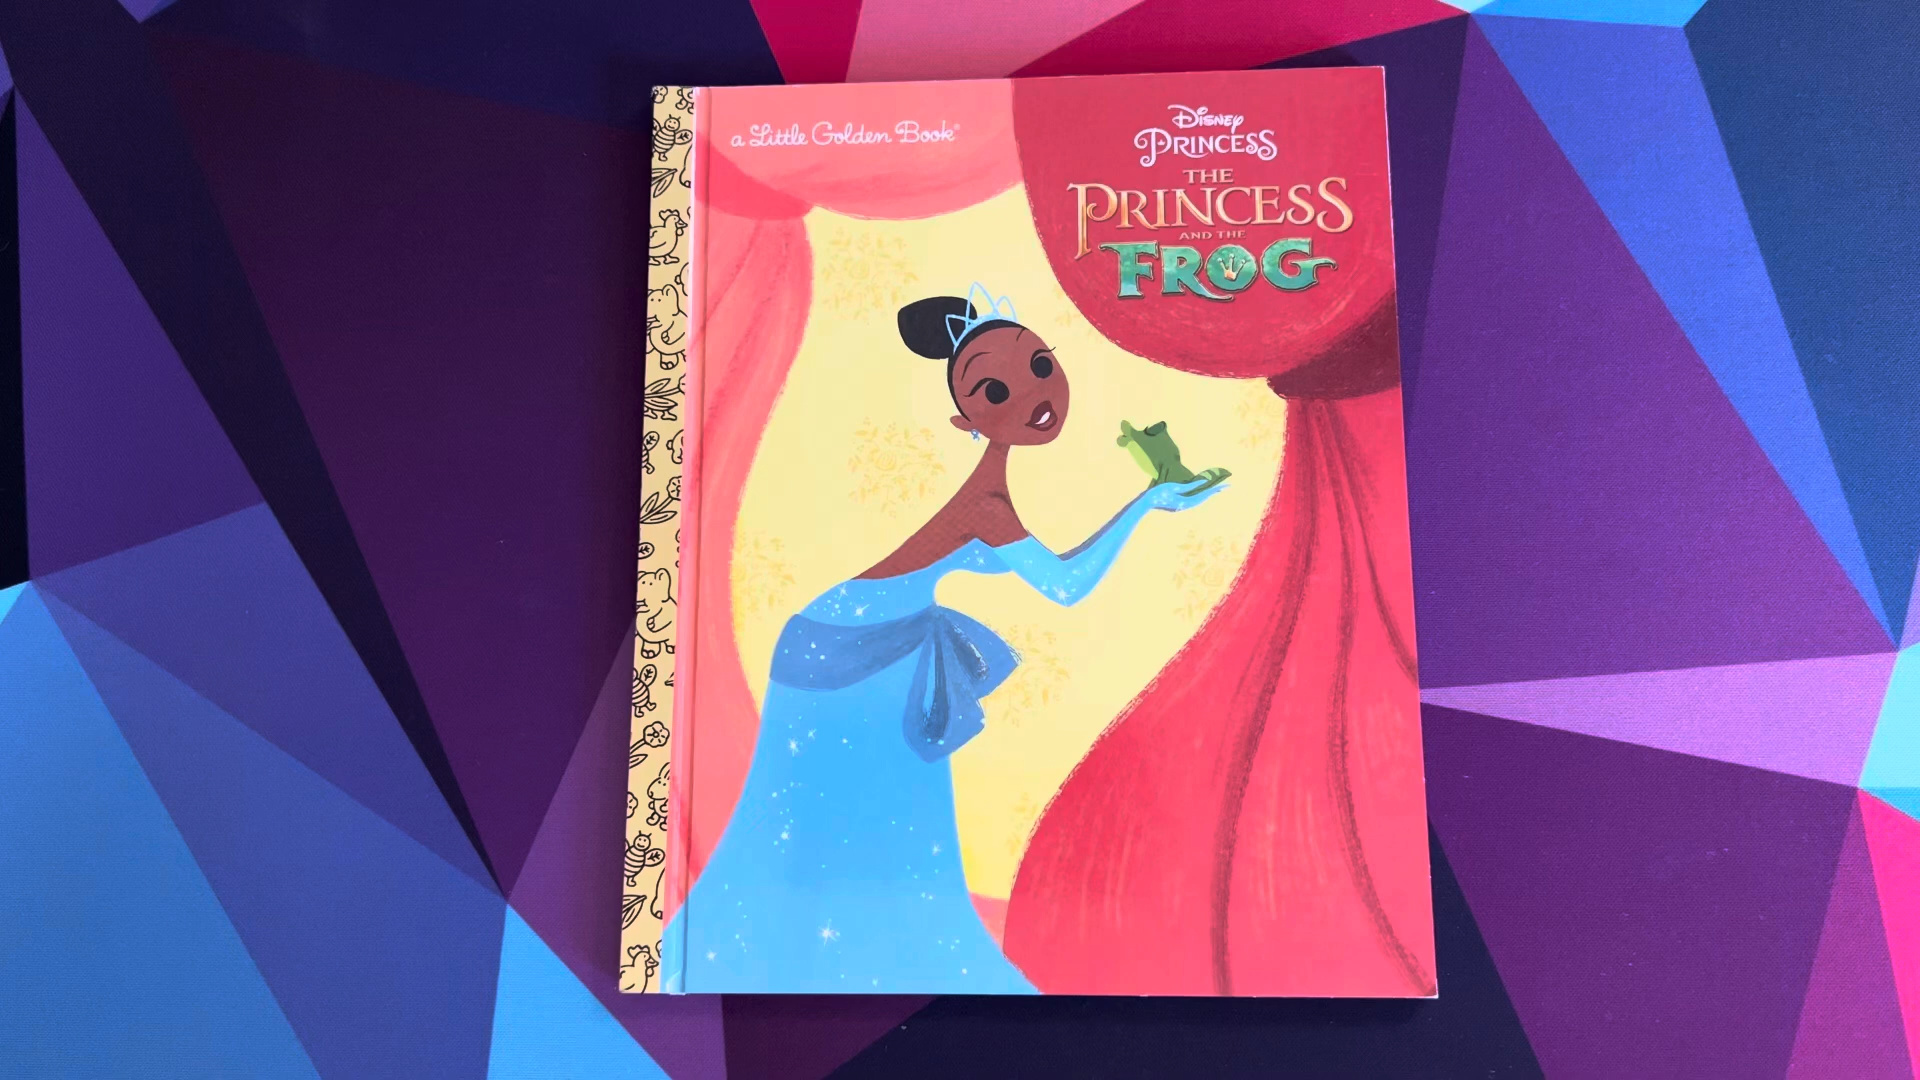 a Little Golden Book®
Disney
PRINCESS
THE
PRINCESS
AND THE
FROG